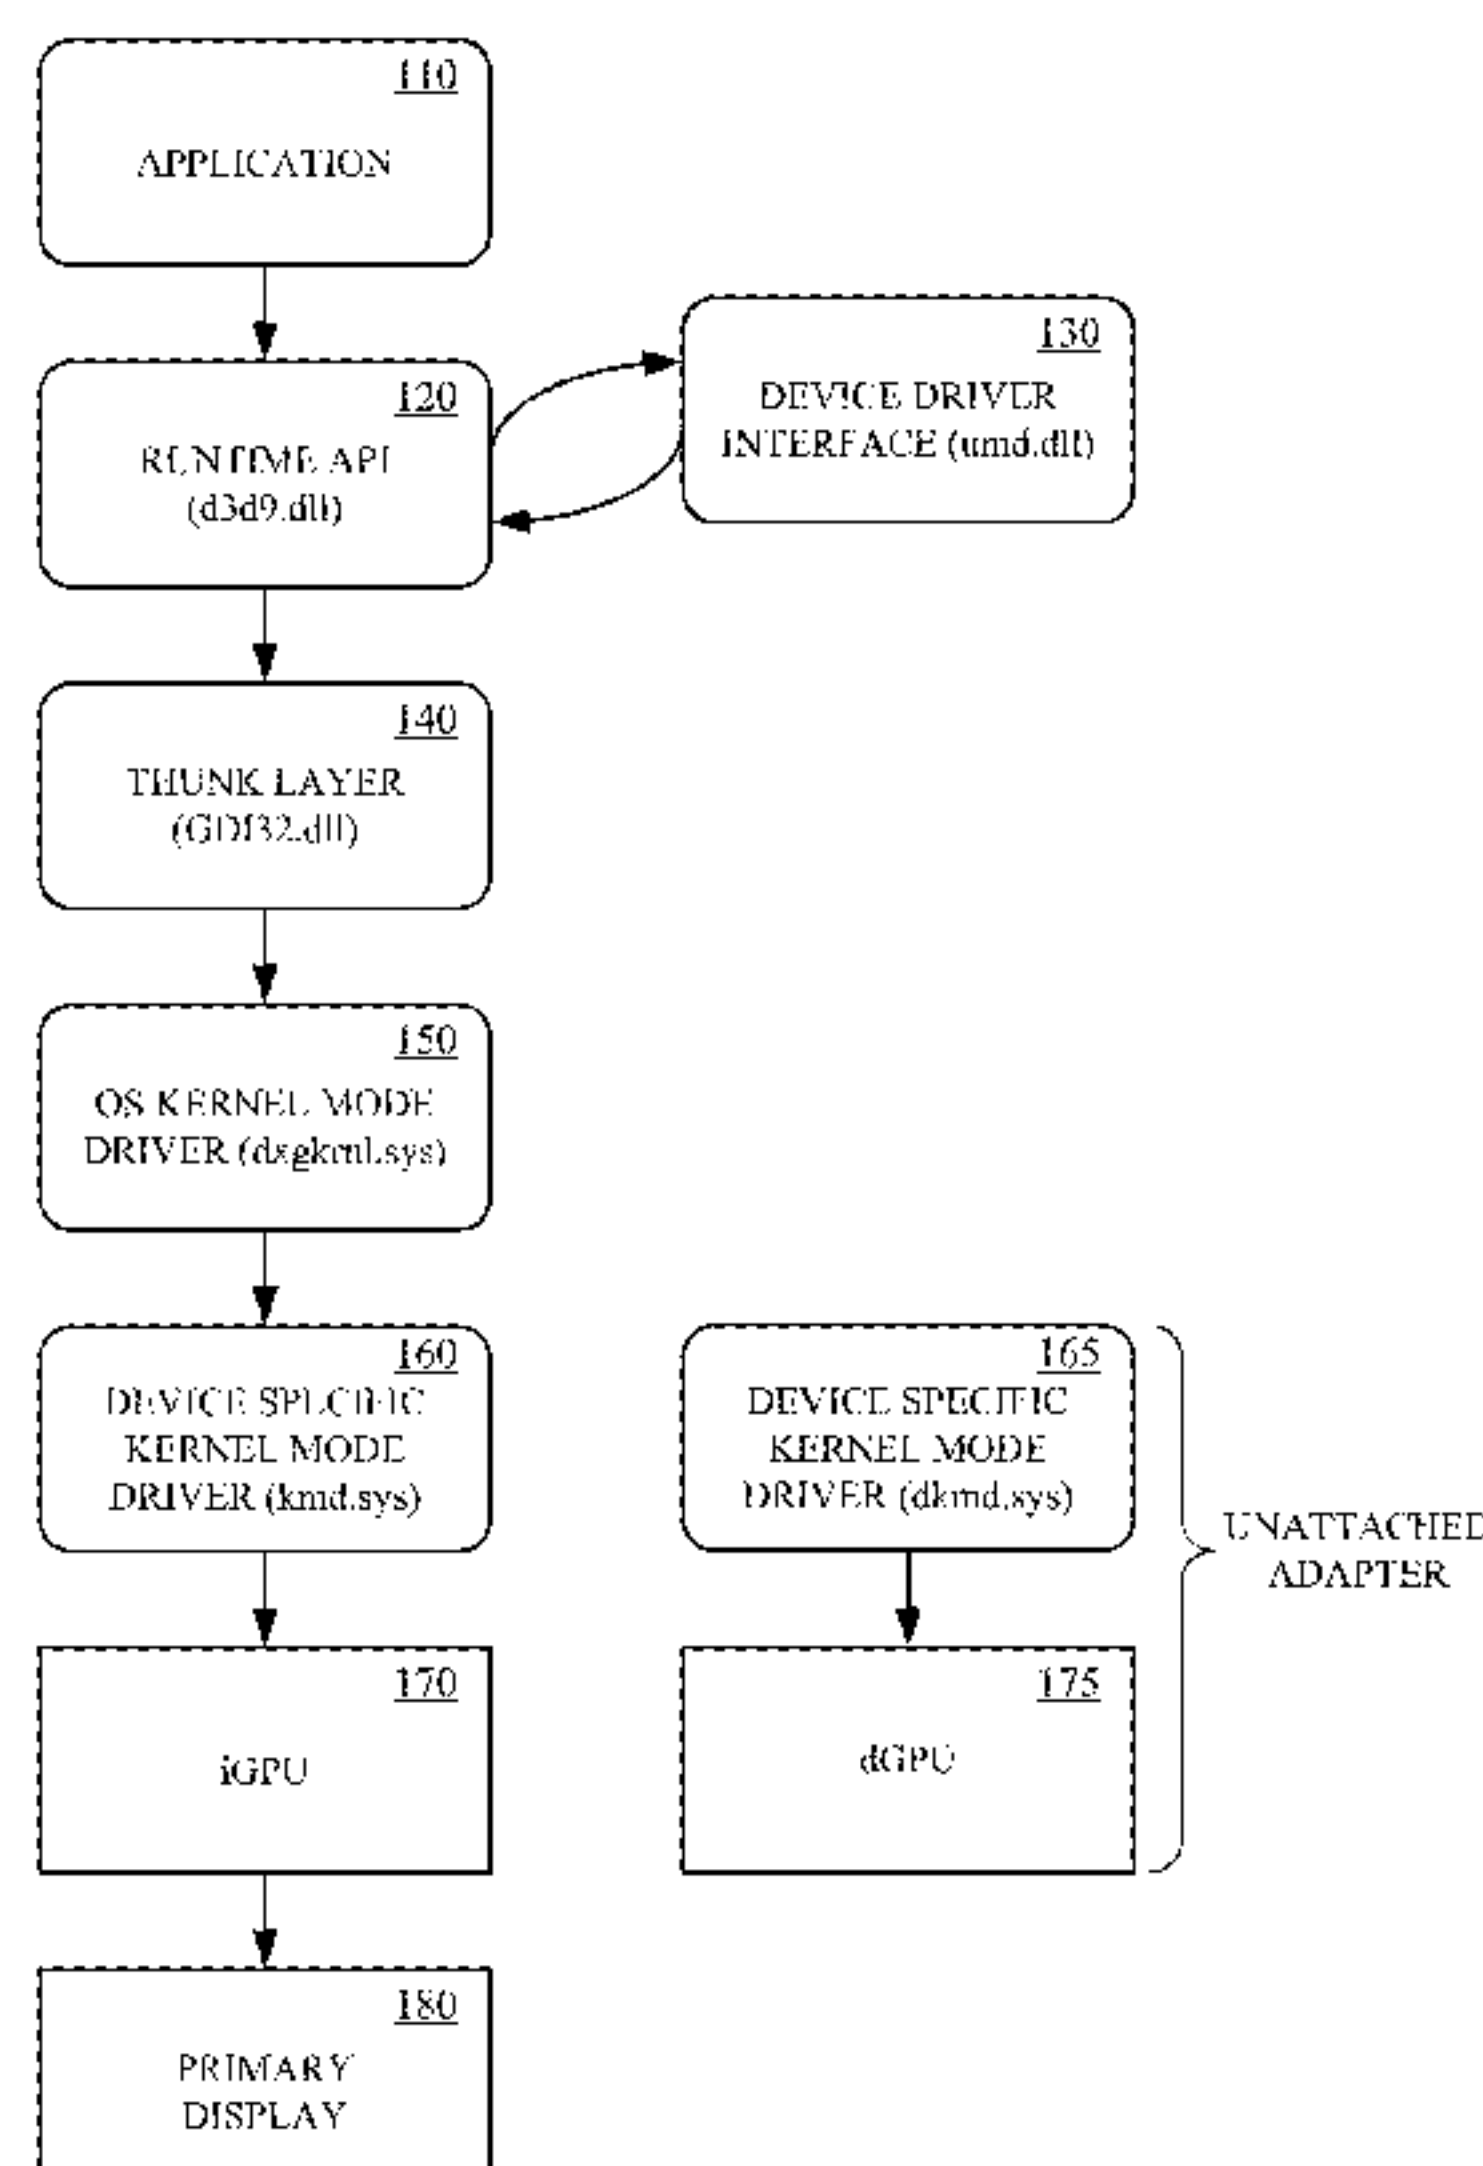 110
APPLICATION
120
RUNTIME API
(d3d9.dll)
130
DEVICE DRIVER
INTERFACE (umd.dll)
140
THUNK LAYER
(GDI32.dll)
150
OS KERNEL MODE
DRIVER (dxgkrnl.sys)
160
DEVICE SPECIFIC
KERNEL MODE
DRIVER (kmd.sys)
165
DEVICE SPECIFIC
KERNEL MODE
DRIVER (dkmd.sys)
UNATTACHED
ADAPTER
170
iGPU
175
dGPU
180
PRIMARY
DISPLAY